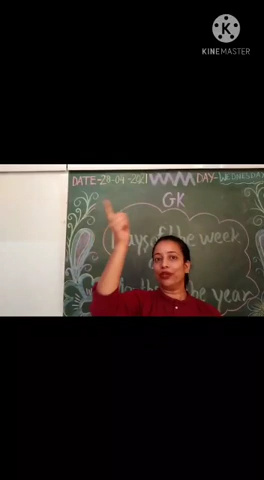 KINEMASTER
DATE-28-04-2021 DAY-WEDNESDAY
GK
Days of the week
the year